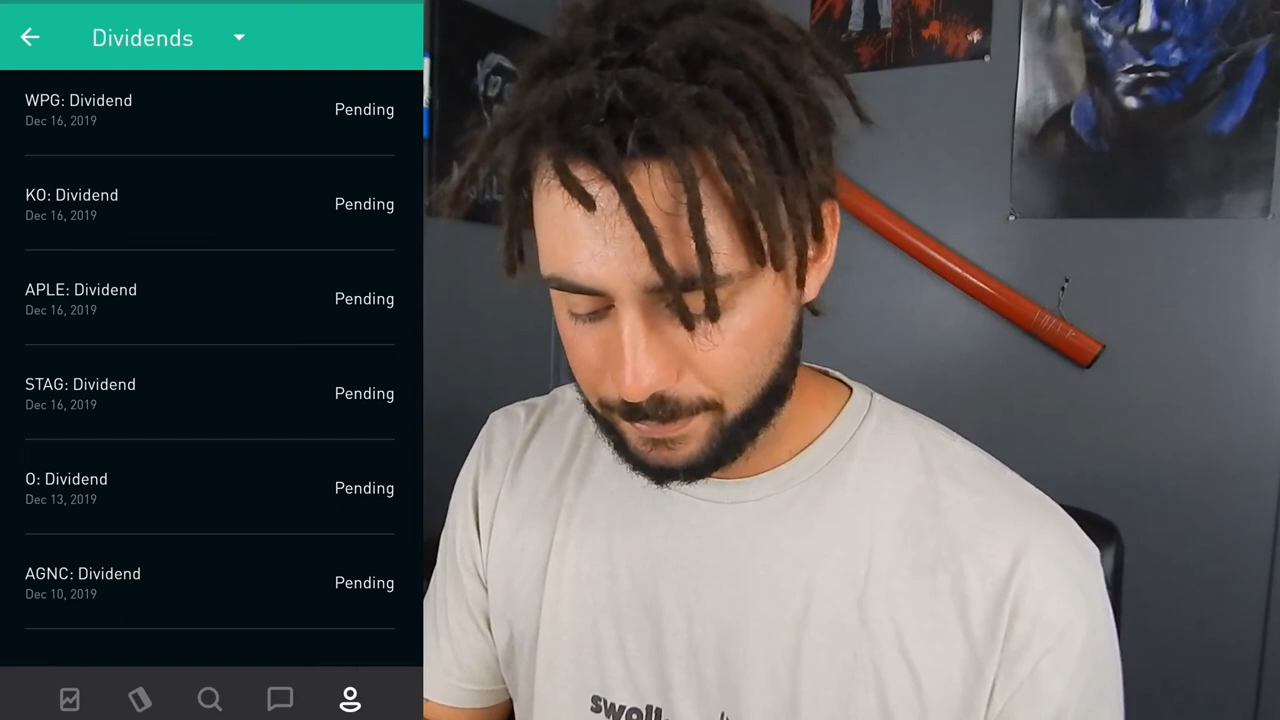 Dividends
WPG: Dividend
Dec 16, 2019
Pending
KO: Dividend
Dec 16, 2019
Pending
APLE: Dividend
Dec 16, 2019
Pending
STAG: Dividend
Dec 16, 2019
Pending
O: Dividend
Dec 13, 2019
Pending
AGNC: Dividend
Dec 10, 2019
Pending